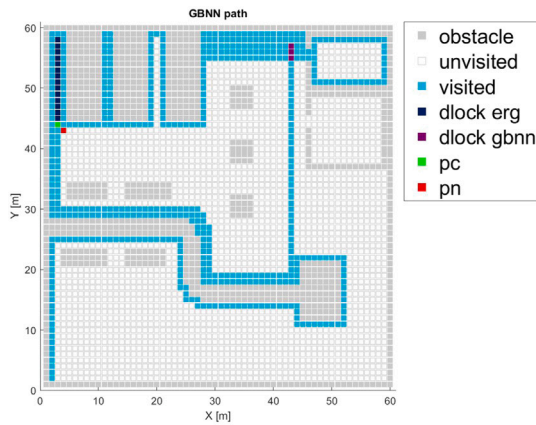 GBNN path
60
50
40
30
20
10
0
Y [m]
0
10
20
30
40
50
60
X [m]
obstacle
unvisited
visited
dlock erg
dlock gbnn
pc
pn